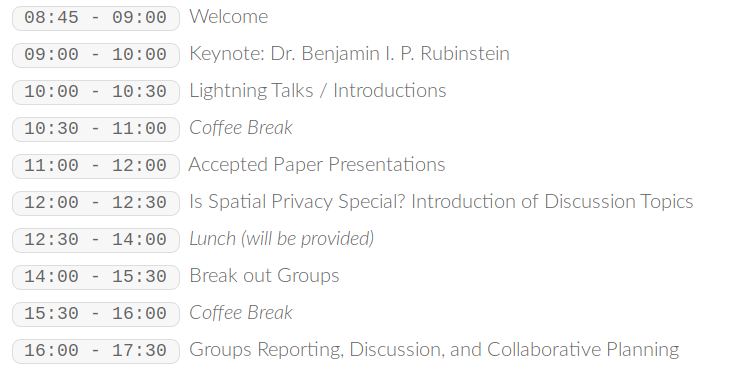 08:45 - 09:00 Welcome
09:00 - 10:00 Keynote: Dr. Benjamin I. P. Rubinstein
10:00 - 10:30 Lightning Talks / Introductions
10:30 - 11:00 Coffee Break
11:00 - 12:00 Accepted Paper Presentations
12:00 - 12:30 Is Spatial Privacy Special? Introduction of Discussion Topics
12:30 - 14:00 Lunch (will be provided)
14:00 - 15:30 Break out Groups
15:30 - 16:00 Coffee Break
16:00 - 17:30 Groups Reporting, Discussion, and Collaborative Planning